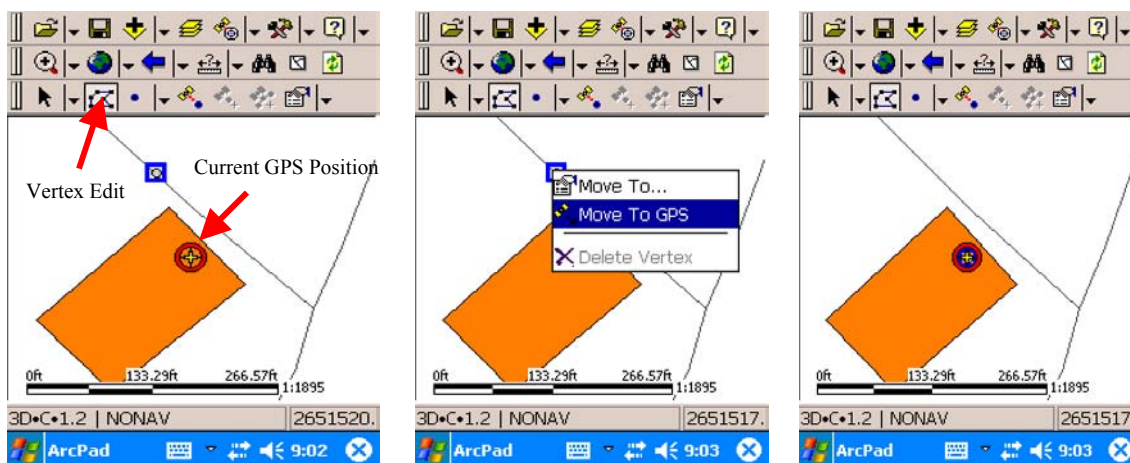 Vertex Edit
Current GPS Position
0ft 133.29ft 266.57ft
1:1895
3D•C•1.2 | NONAV 2651520.
ArcPad 9:02
Move To...
Move To GPS
Delete Vertex
0ft 133.29ft 266.57ft
1:1895
3D•C•1.2 | NONAV 2651517.
ArcPad 9:03
0ft 133.29ft 266.57ft
1:1895
3D•C•1.2 | NONAV 2651517
ArcPad 9:03